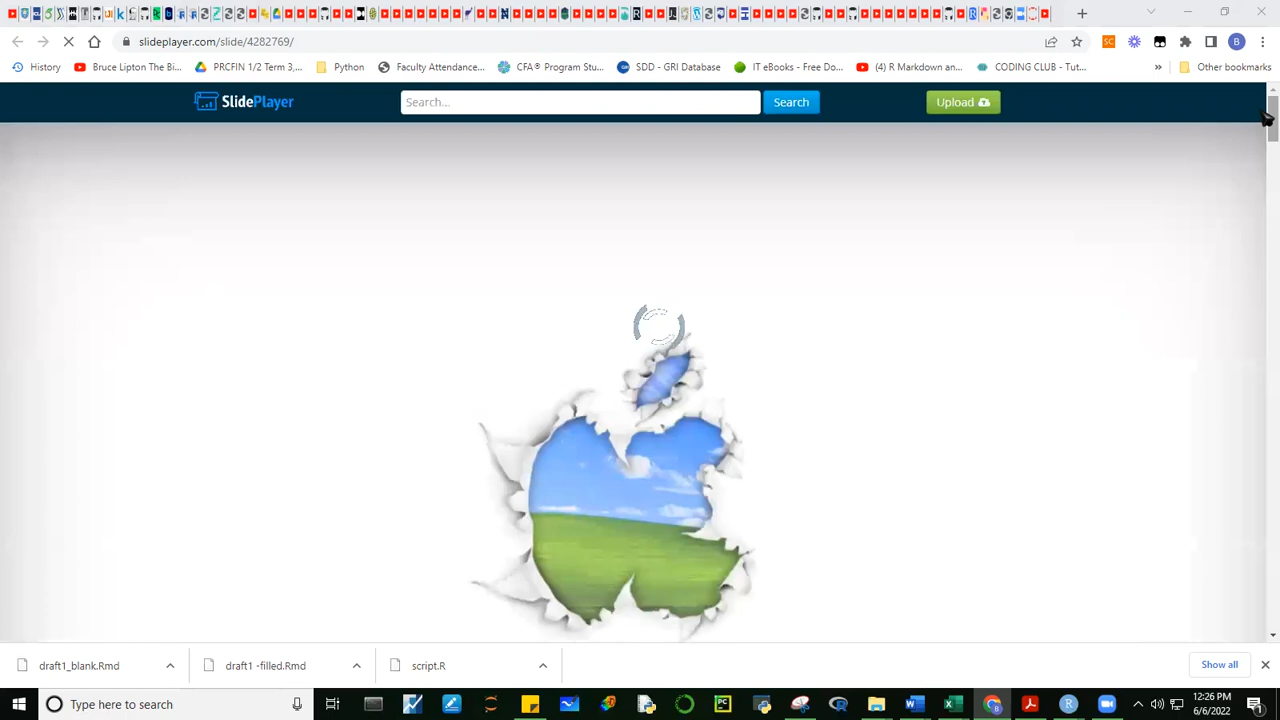 slideplayer.com/slide/4282769/
B
History
Bruce Lipton The Bi...
PRCFIN 1/2 Term 3,...
Python
Faculty Attendance...
CFA® Program Stu...
SDD - GRI Database
IT eBooks - Free Do...
(4) R Markdown an...
CODING CLUB - Tut...
»
Other bookmarks
SlidePlayer
Search...
Search
Upload
draft1_blank.Rmd
draft1 -filled.Rmd
script.R
Show all
Type here to search
12:26 PM
6/6/2022